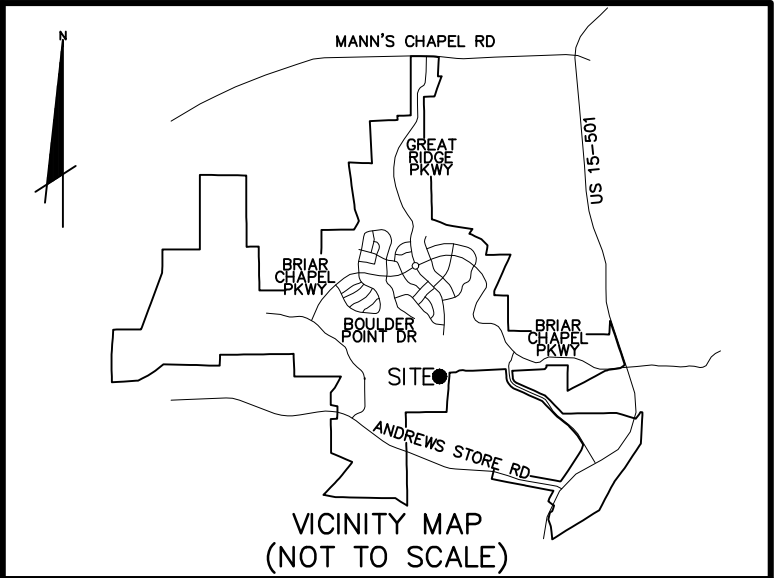 N
MANN'S CHAPEL RD
US 15-501
GREAT
RIDGE
PKWY
BRIAR
CHAPEL
PKWY
BOULDER
POINT DR
BRIAR
CHAPEL
PKWY
SITE
ANDREWS STORE RD
VICINITY MAP
(NOT TO SCALE)